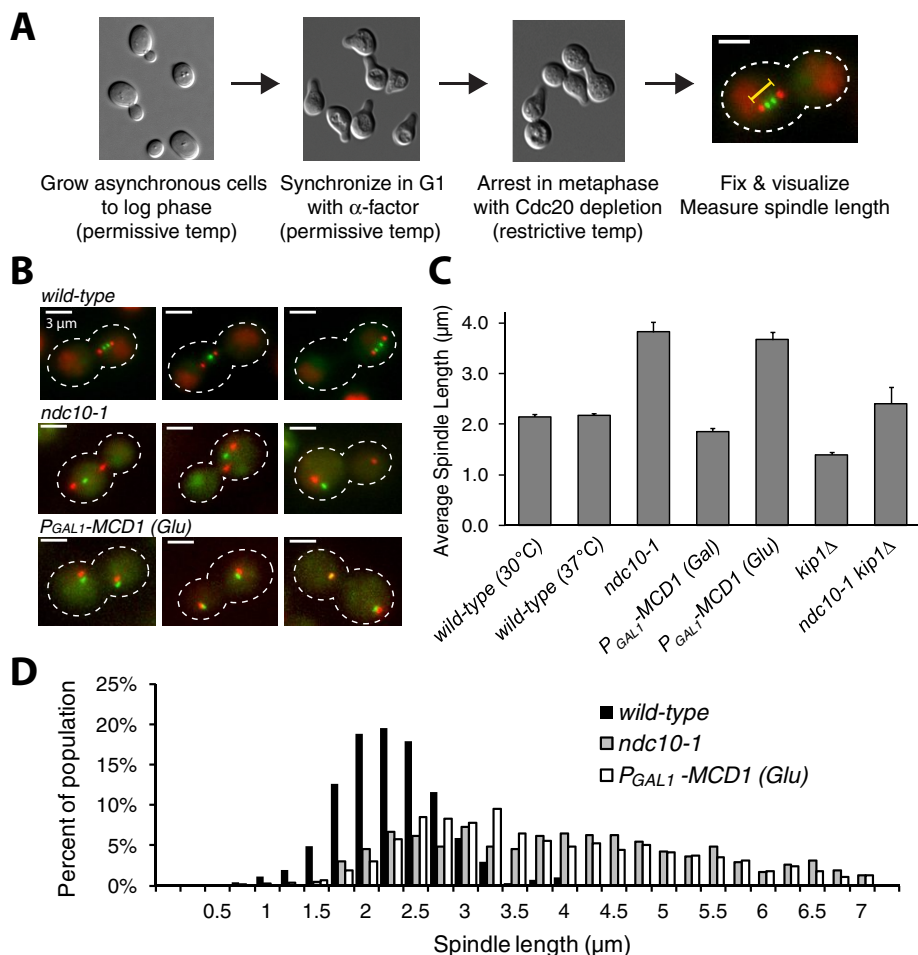 A
Grow asynchronous cells
to log phase
(permissive temp)
Synchronize in G1
with α-factor
(permissive temp)
Arrest in metaphase
with Cdc20 depletion
(restrictive temp)
Fix & visualize
Measure spindle length
B
wild-type
3 µm
ndc10-1
PGAL1-MCD1 (Glu)
C
Average Spindle Length (µm)
4.0
3.0
2.0
1.0
0.0
wild-type (30°C)
wild-type (37°C)
ndc10-1
PGAL1-MCD1 (Gal)
PGAL1-MCD1 (Glu)
kip1Δ
ndc10-1 kip1Δ
D
Percent of population
25%
20%
15%
10%
5%
0%
wild-type
ndc10-1
PGAL1 -MCD1 (Glu)
0.5 1 1.5 2 2.5 3 3.5 4 4.5 5 5.5 6 6.5 7
Spindle length (µm)